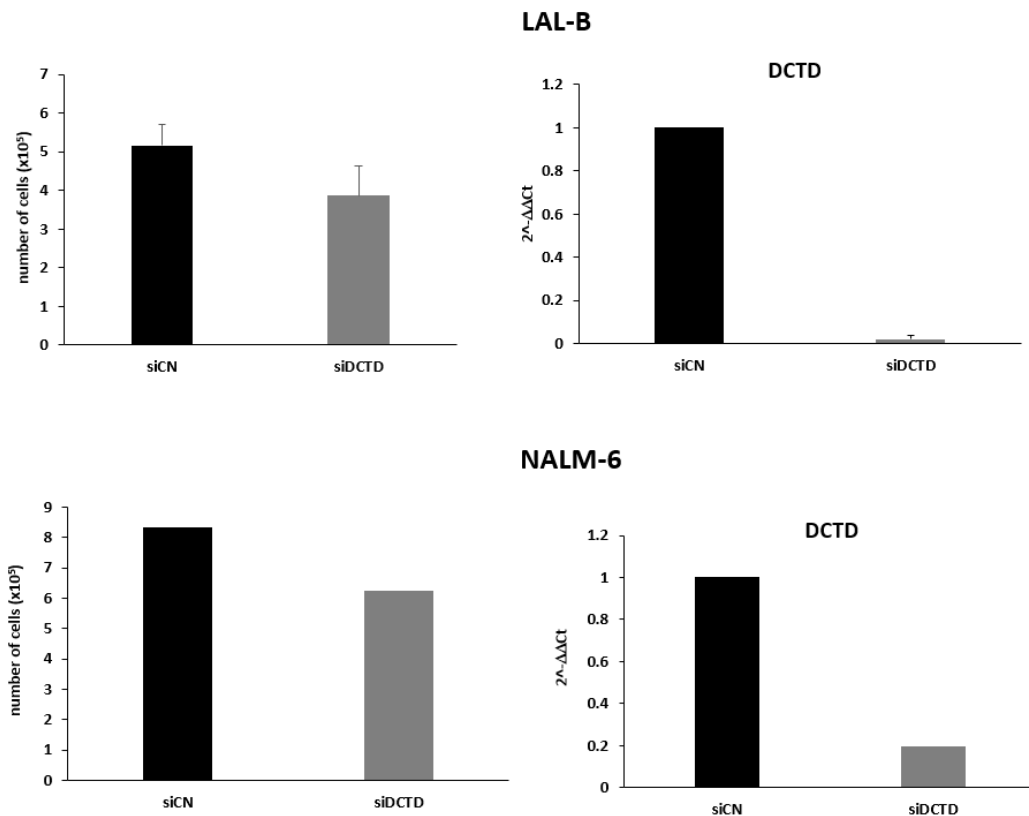 LAL-B
7
6
5
4
3
2
1
0
number of cells (x10⁵)
siCN
siDCTD
DCTD
1.2
1
0.8
0.6
0.4
0.2
0
2^-ΔΔCt
siCN
siDCTD
NALM-6
9
8
7
6
5
4
3
2
1
0
number of cells (x10⁵)
siCN
siDCTD
DCTD
1.2
1
0.8
0.6
0.4
0.2
0
2^-ΔΔCt
siCN
siDCTD